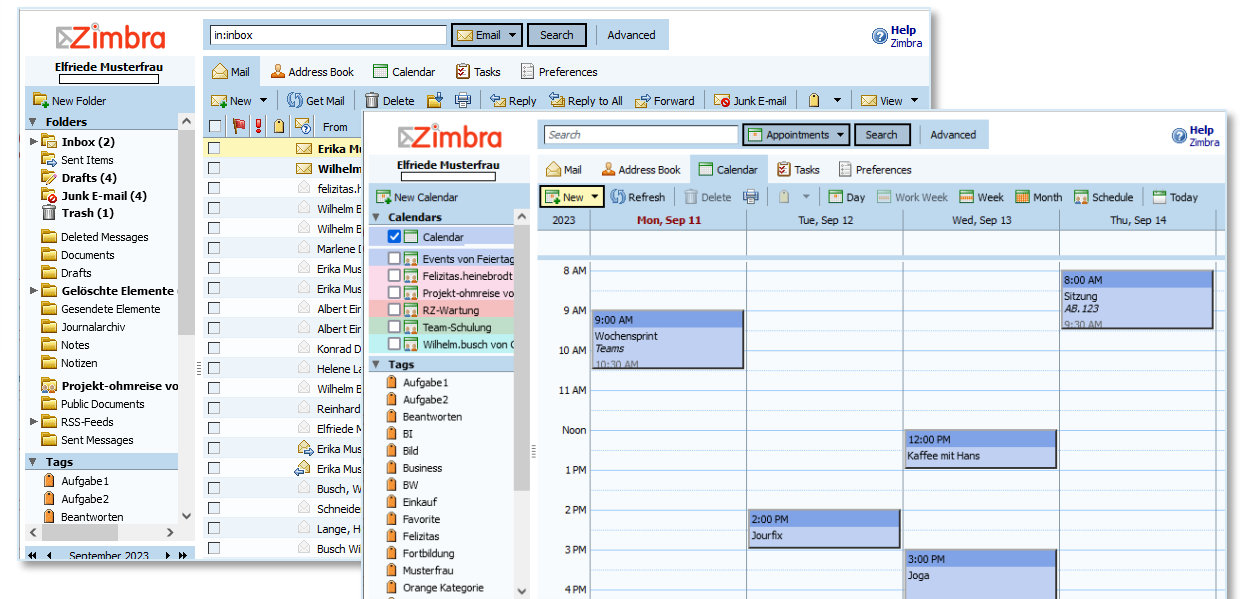 Zimbra
Elfriede Musterfrau
in:inbox
Email
Search
Advanced
Help
Zimbra
Mail
Address Book
Calendar
Tasks
Preferences
New Folder
New
Get Mail
Delete
Reply
Reply to All
Forward
Junk E-mail
View
Folders
Inbox (2)
Sent Items
Drafts (4)
Junk E-mail (4)
Trash (1)
Deleted Messages
Documents
Drafts
Gelöschte Elemente
Gesendete Elemente
Journalarchiv
Notes
Notizen
Projekt-ohmreise vo
Public Documents
RSS-Feeds
Sent Messages
Tags
Aufgabe1
Aufgabe2
Beantworten
September 2023
From
Erika Mu
Wilhelm
felizitas.h
Wilhelm B
Wilhelm B
Marlene D
Erika Mus
Erika Mus
Albert Ein
Albert Ein
Konrad D
Helene La
Wilhelm B
Reinhard
Elfriede M
Erika Mus
Erika Mus
Busch, W
Schneide
Lange, H
Busch Wi
Zimbra
Elfriede Musterfrau
Search
Appointments
Search
Advanced
Help
Zimbra
Mail
Address Book
Calendar
Tasks
Preferences
New Calendar
New
Refresh
Delete
Day
Work Week
Week
Month
Schedule
Today
Calendars
Calendar
Events von Feiertag
Felizitas.heinebrodt
Projekt-ohmreise vo
RZ-Wartung
Team-Schulung
Wilhelm.busch von
Tags
Aufgabe1
Aufgabe2
Beantworten
BI
Bild
Business
BW
Einkauf
Favorite
Felizitas
Fortbildung
Musterfrau
Orange Kategorie
2023
Mon, Sep 11
Tue, Sep 12
Wed, Sep 13
Thu, Sep 14
8 AM
8:00 AM
Sitzung
AB.123
9:30 AM
9 AM
9:00 AM
Wochensprint
Teams
10:30 AM
10 AM
11 AM
Noon
12:00 PM
Kaffee mit Hans
1 PM
2 PM
2:00 PM
Jourfix
3 PM
3:00 PM
Joga
4 PM